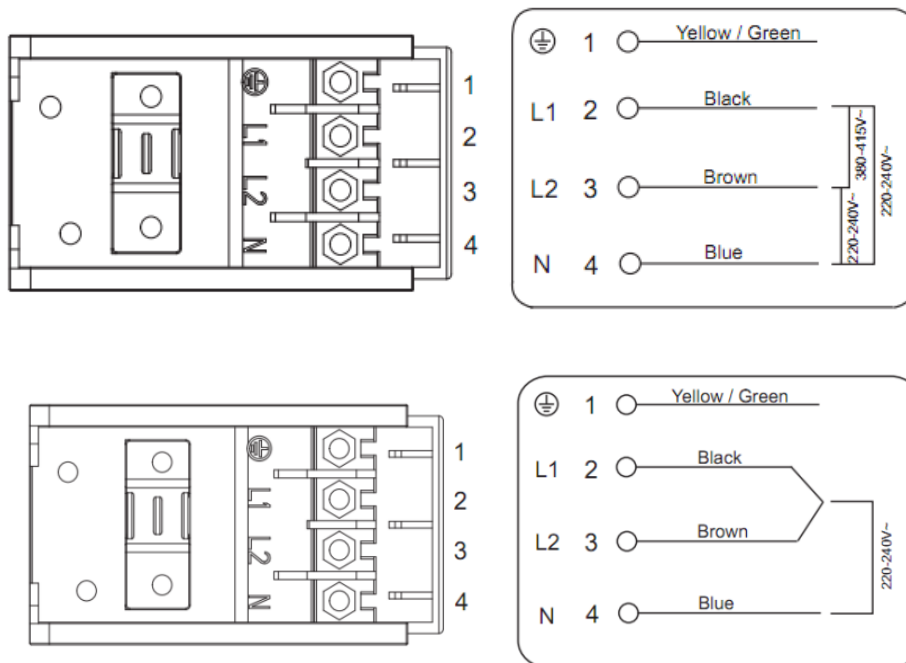 L1
L2
N
1
2
3
4
1 Yellow / Green
L1 2 Black
L2 3 Brown
N 4 Blue
380-415V~
220-240V~
220-240V~
L1
L2
N
1
2
3
4
1 Yellow / Green
L1 2 Black
L2 3 Brown
N 4 Blue
220-240V~